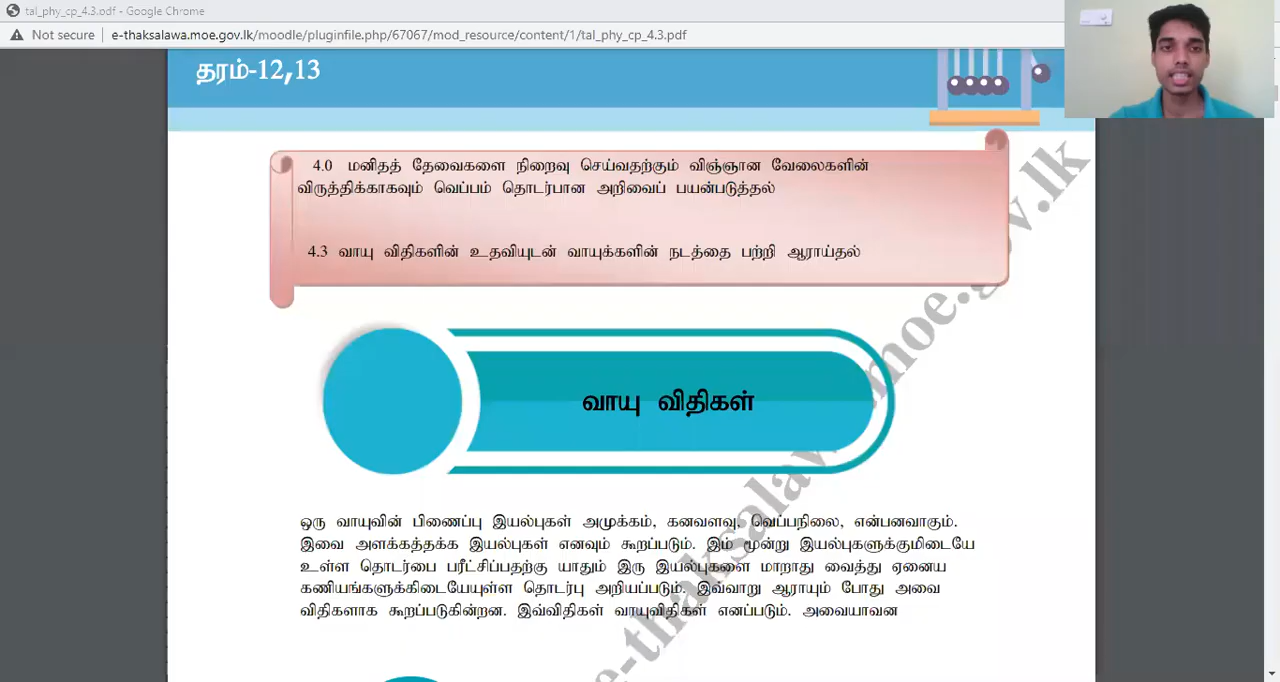 tal_phy_cp_4.3.pdf - Google Chrome
Not secure | e-thaksalawa.moe.gov.lk/moodle/pluginfile.php/67067/mod_resource/content/1/tal_phy_cp_4.3.pdf
தரம்-12,13
4.0 மனிதத் தேவைகளை நிறைவு செய்வதற்கும் விஞ்ஞான வேலைகளின்
விருத்திக்காகவும் வெப்பம் தொடர்பான அறிவைப் பயன்படுத்தல்
4.3 வாயு விதிகளின் உதவியுடன் வாயுக்களின் நடத்தை பற்றி ஆராய்தல்
வாயு விதிகள்
ஒரு வாயுவின் பிணைப்பு இயல்புகள் அமுக்கம், கனவளவு, வெப்பநிலை, என்பனவாகும்.
இவை அளக்கத்தக்க இயல்புகள் எனவும் கூறப்படும். இம் மூன்று இயல்புகளுக்குமிடையே
உள்ள தொடர்பை பரீட்சிப்பதற்கு யாதும் இரு இயல்புகளை மாறாது வைத்து ஏனைய
கணியங்களுக்கிடையேயுள்ள தொடர்பு அறியப்படும். இவ்வாறு ஆராயும் போது அவை
விதிகளாக கூறப்படுகின்றன. இவ்விதிகள் வாயுவிதிகள் எனப்படும். அவையாவன
e-thaksalawa.moe.gov.lk